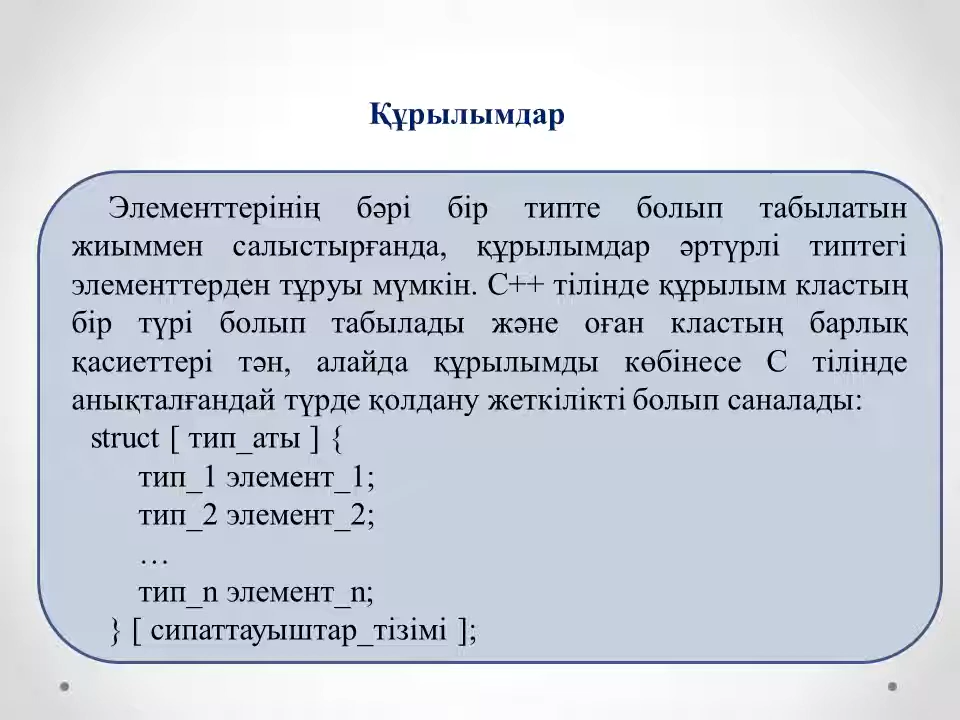 Құрылымдар
Элементтерінің бәрі бір типте болып табылатын
жиыммен салыстырғанда, құрылымдар әртүрлі типтегі
элементтерден тұруы мүмкін. С++ тілінде құрылым кластың
бір түрі болып табылады және оған кластың барлық
қасиеттері тән, алайда құрылымды көбінесе С тілінде
анықталғандай түрде қолдану жеткілікті болып саналады:
struct [ тип_аты ] {
тип_1 элемент_1;
тип_2 элемент_2;
…
тип_n элемент_n;
} [ сипаттауыштар_тізімі ];